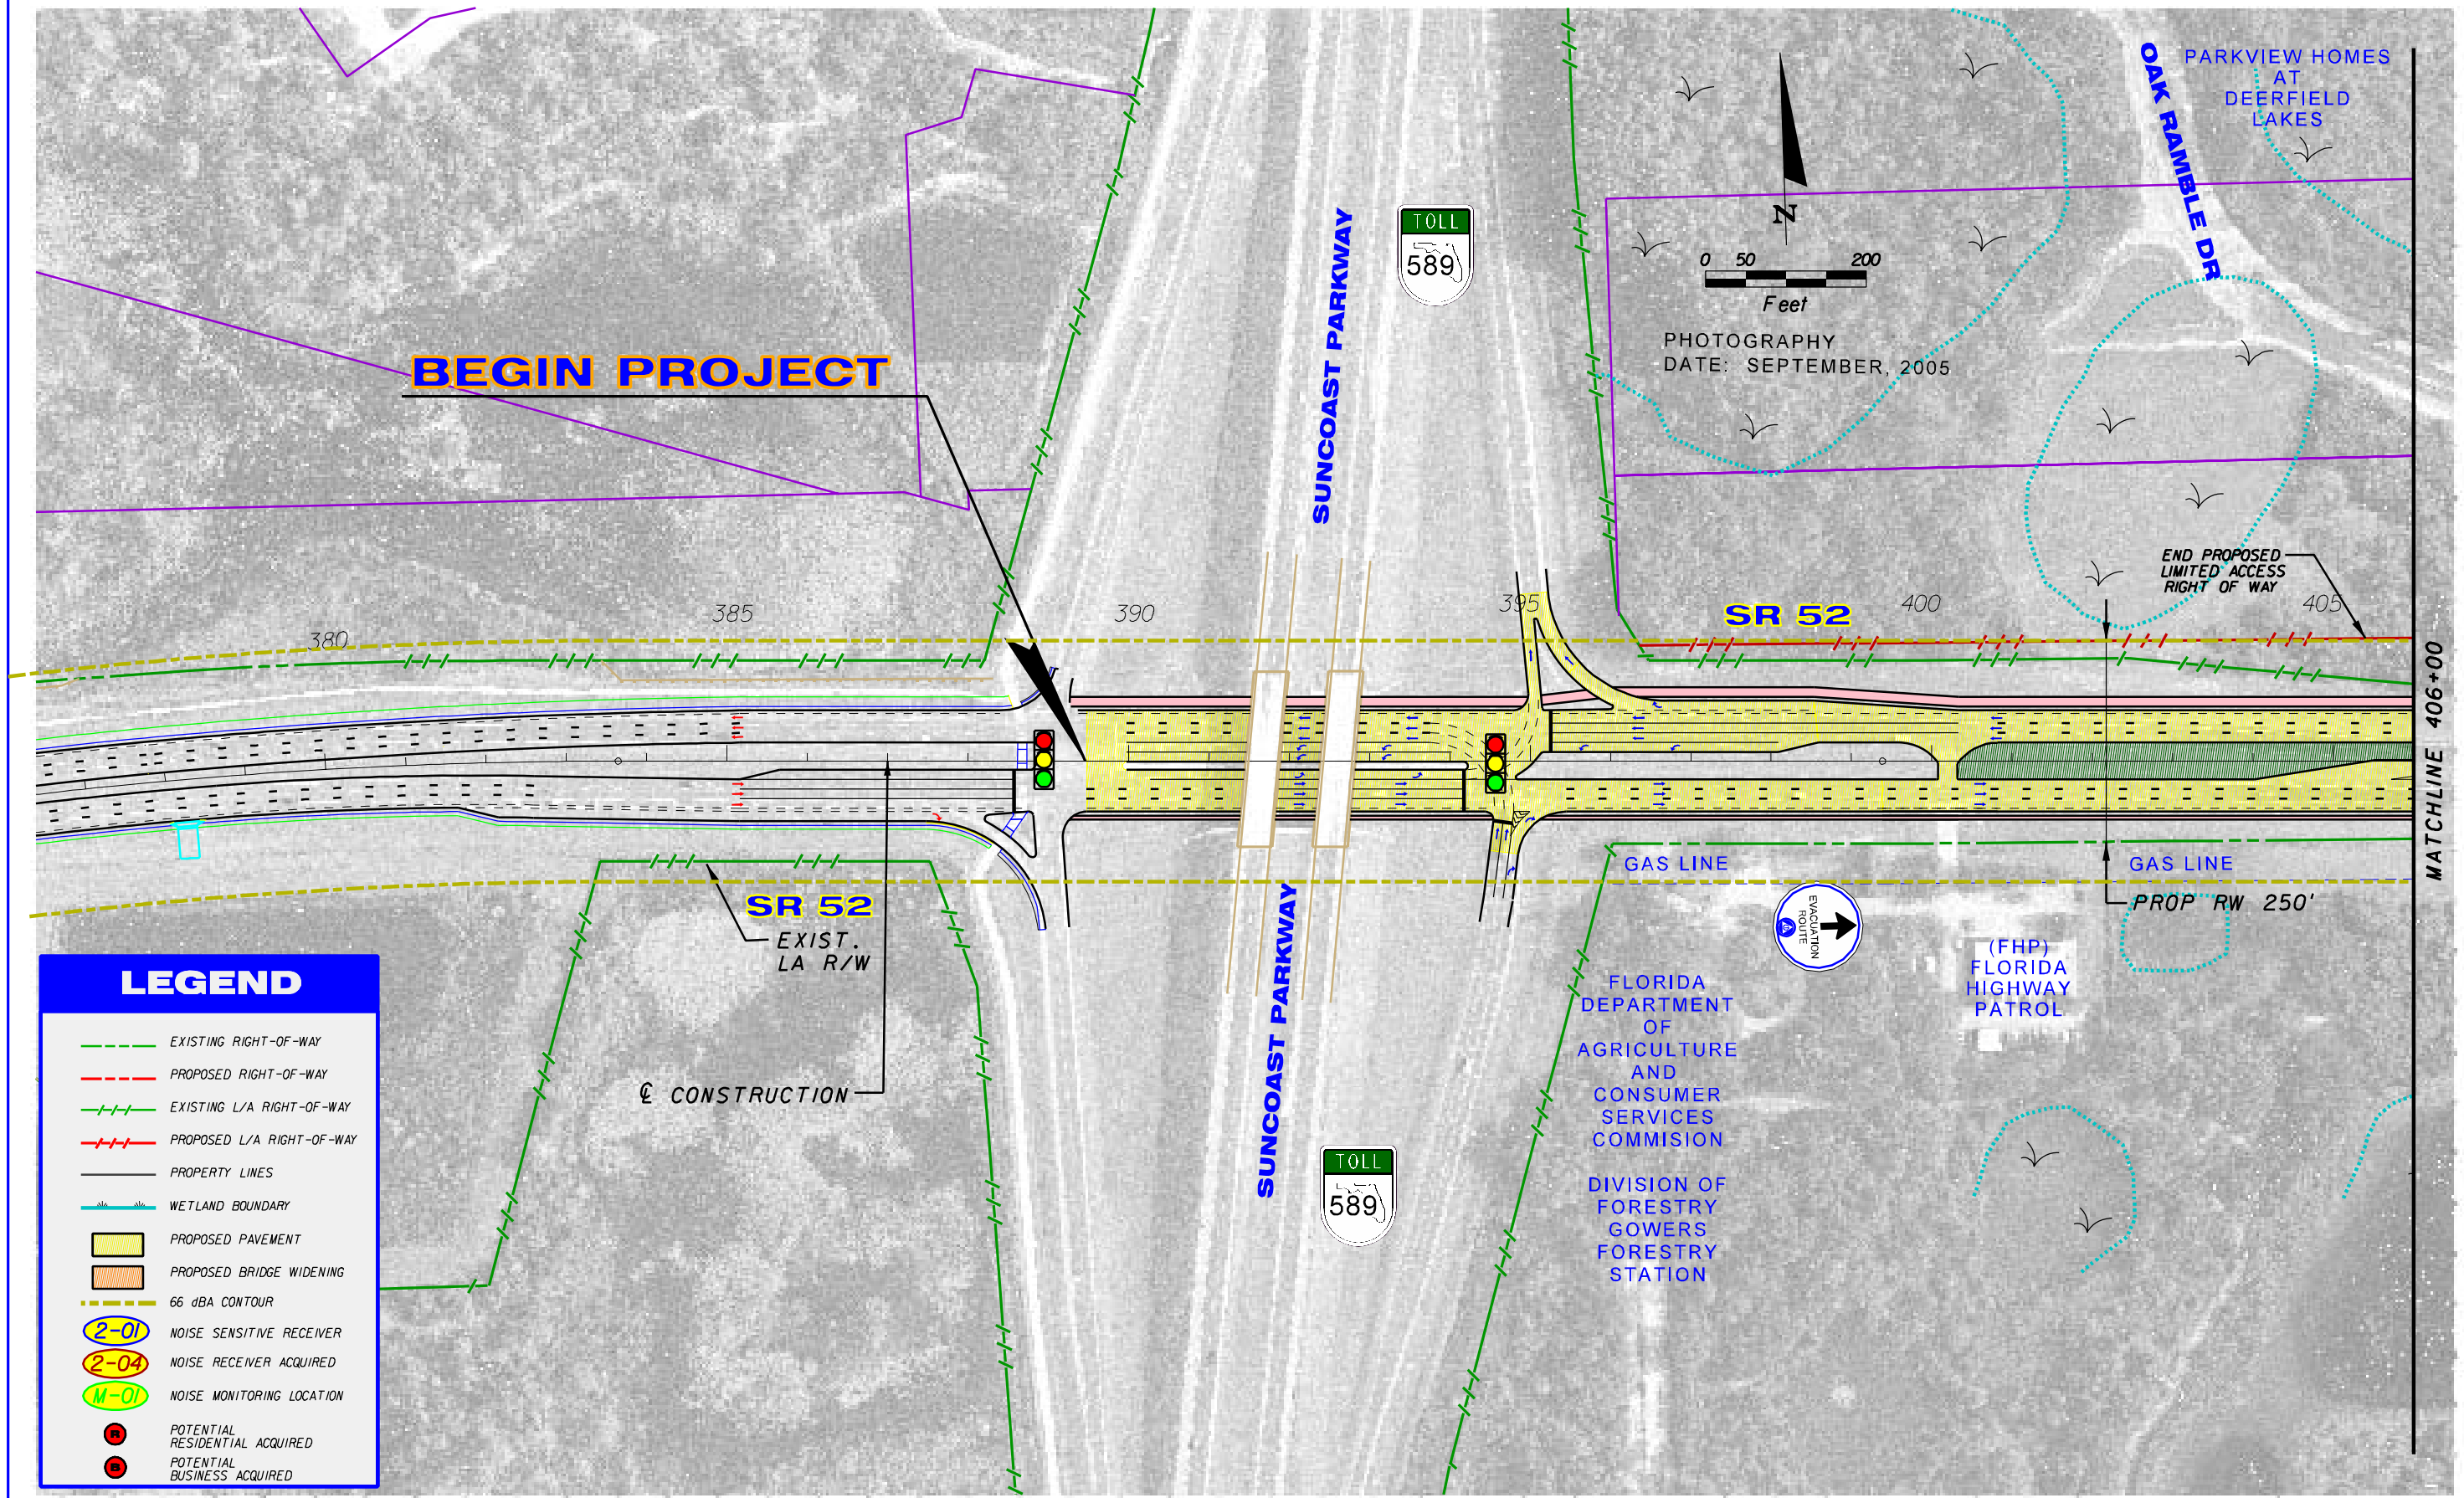 PARKVIEW HOMES
AT
DEERFIELD
LAKES
OAK RAMBLE DR
TOLL
589
SUNCOAST PARKWAY
N
0 50 200
Feet
PHOTOGRAPHY
DATE: SEPTEMBER, 2005
BEGIN PROJECT
END PROPOSED
LIMITED ACCESS
RIGHT OF WAY
380
385
390
395
SR 52
400
405
MATCHLINE 406+00
GAS LINE
GAS LINE
PROP RW 250'
EVACUATION
ROUTE
SR 52
EXIST.
LA R/W
℄ CONSTRUCTION
SUNCOAST PARKWAY
TOLL
589
(FHP)
FLORIDA
HIGHWAY
PATROL
FLORIDA
DEPARTMENT
OF
AGRICULTURE
AND
CONSUMER
SERVICES
COMMISION
DIVISION OF
FORESTRY
GOWERS
FORESTRY
STATION
LEGEND
EXISTING RIGHT-OF-WAY
PROPOSED RIGHT-OF-WAY
EXISTING L/A RIGHT-OF-WAY
PROPOSED L/A RIGHT-OF-WAY
PROPERTY LINES
WETLAND BOUNDARY
PROPOSED PAVEMENT
PROPOSED BRIDGE WIDENING
66 dBA CONTOUR
2-01 NOISE SENSITIVE RECEIVER
2-04 NOISE RECEIVER ACQUIRED
M-01 NOISE MONITORING LOCATION
R POTENTIAL
RESIDENTIAL ACQUIRED
B POTENTIAL
BUSINESS ACQUIRED